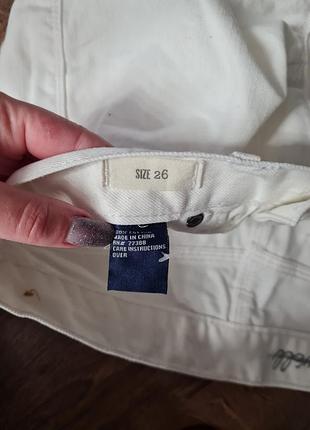 SIZE 26
MADE IN CHINA
RN# 77388
CARE INSTRUCTIONS
OVER